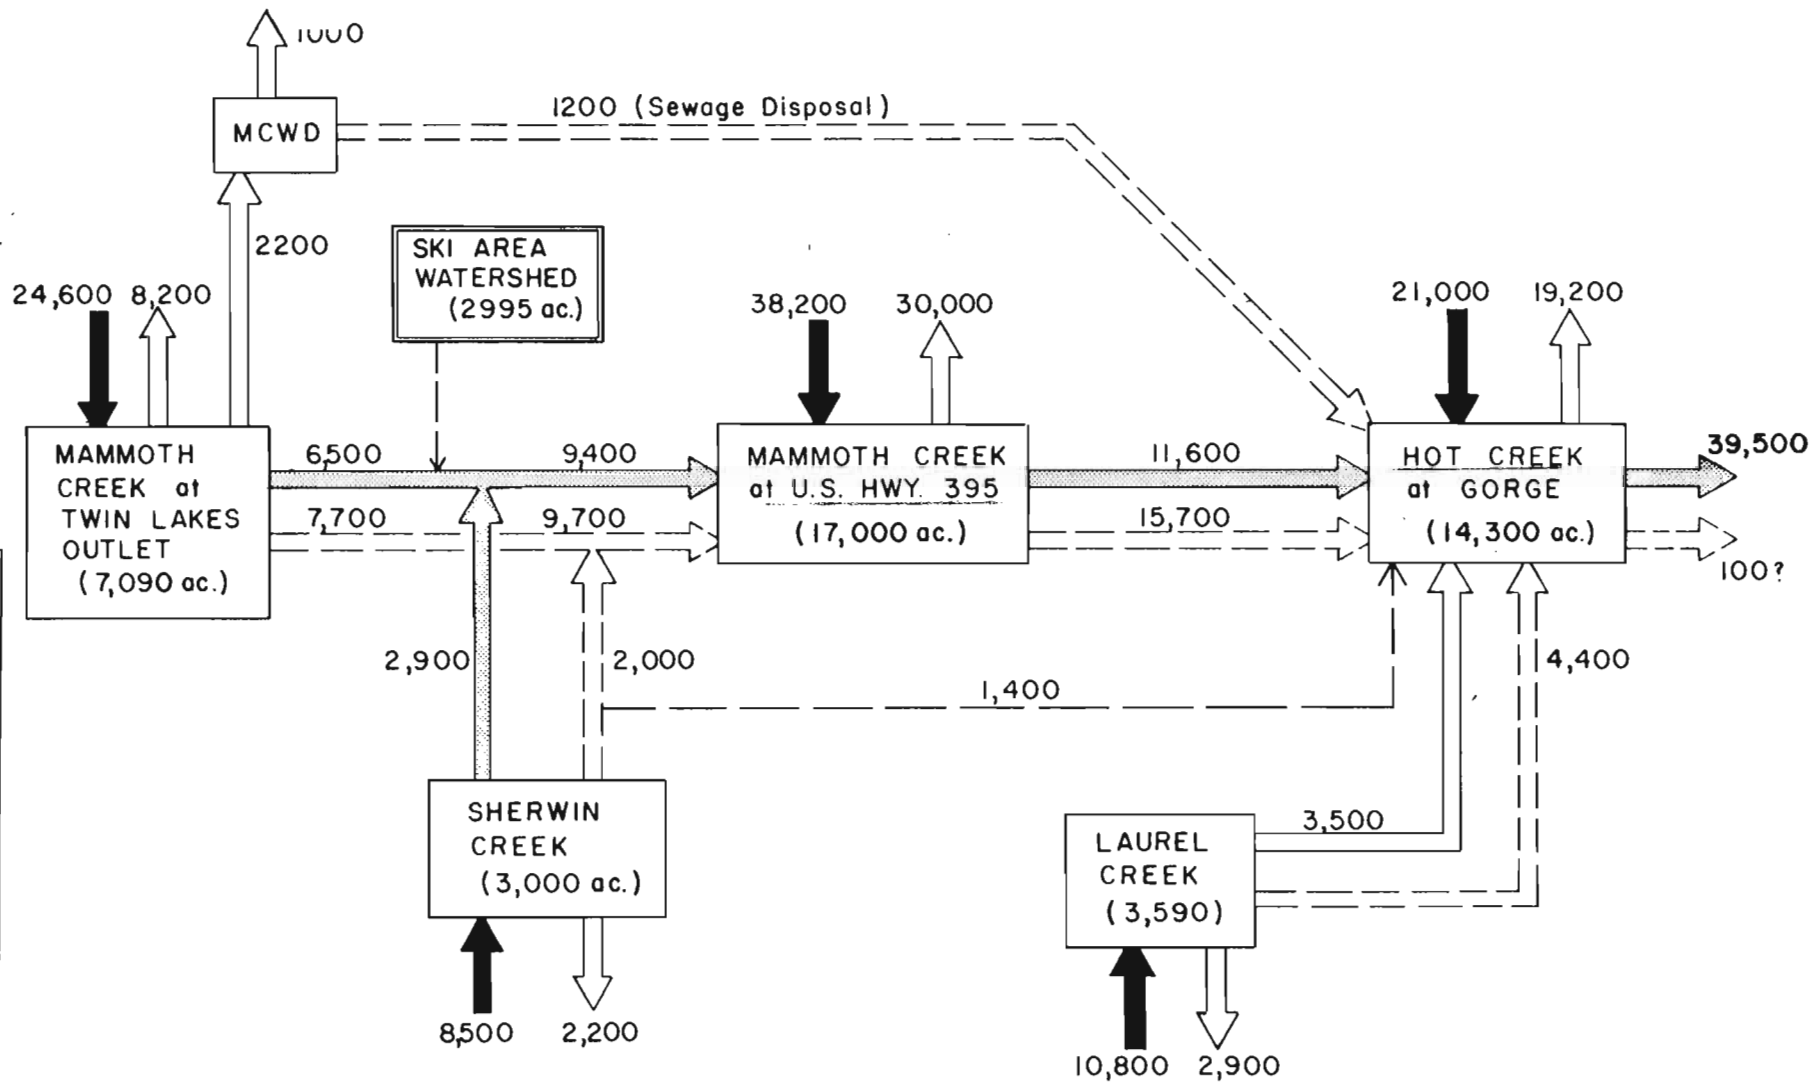 1000
1200 (Sewage Disposal)
MCWD
2200
SKI AREA
WATERSHED
(2995 ac.)
24,600
8,200
38,200
30,000
21,000
19,200
MAMMOTH
CREEK at
TWIN LAKES
OUTLET
(7,090 ac.)
6,500
9,400
7,700
9,700
MAMMOTH CREEK
at U.S. HWY. 395
(17,000 ac.)
11,600
15,700
HOT CREEK
at GORGE
(14,300 ac.)
39,500
100?
2,900
2,000
1,400
4,400
SHERWIN
CREEK
(3,000 ac.)
3,500
LAUREL
CREEK
(3,590)
8,500
2,200
10,800
2,900